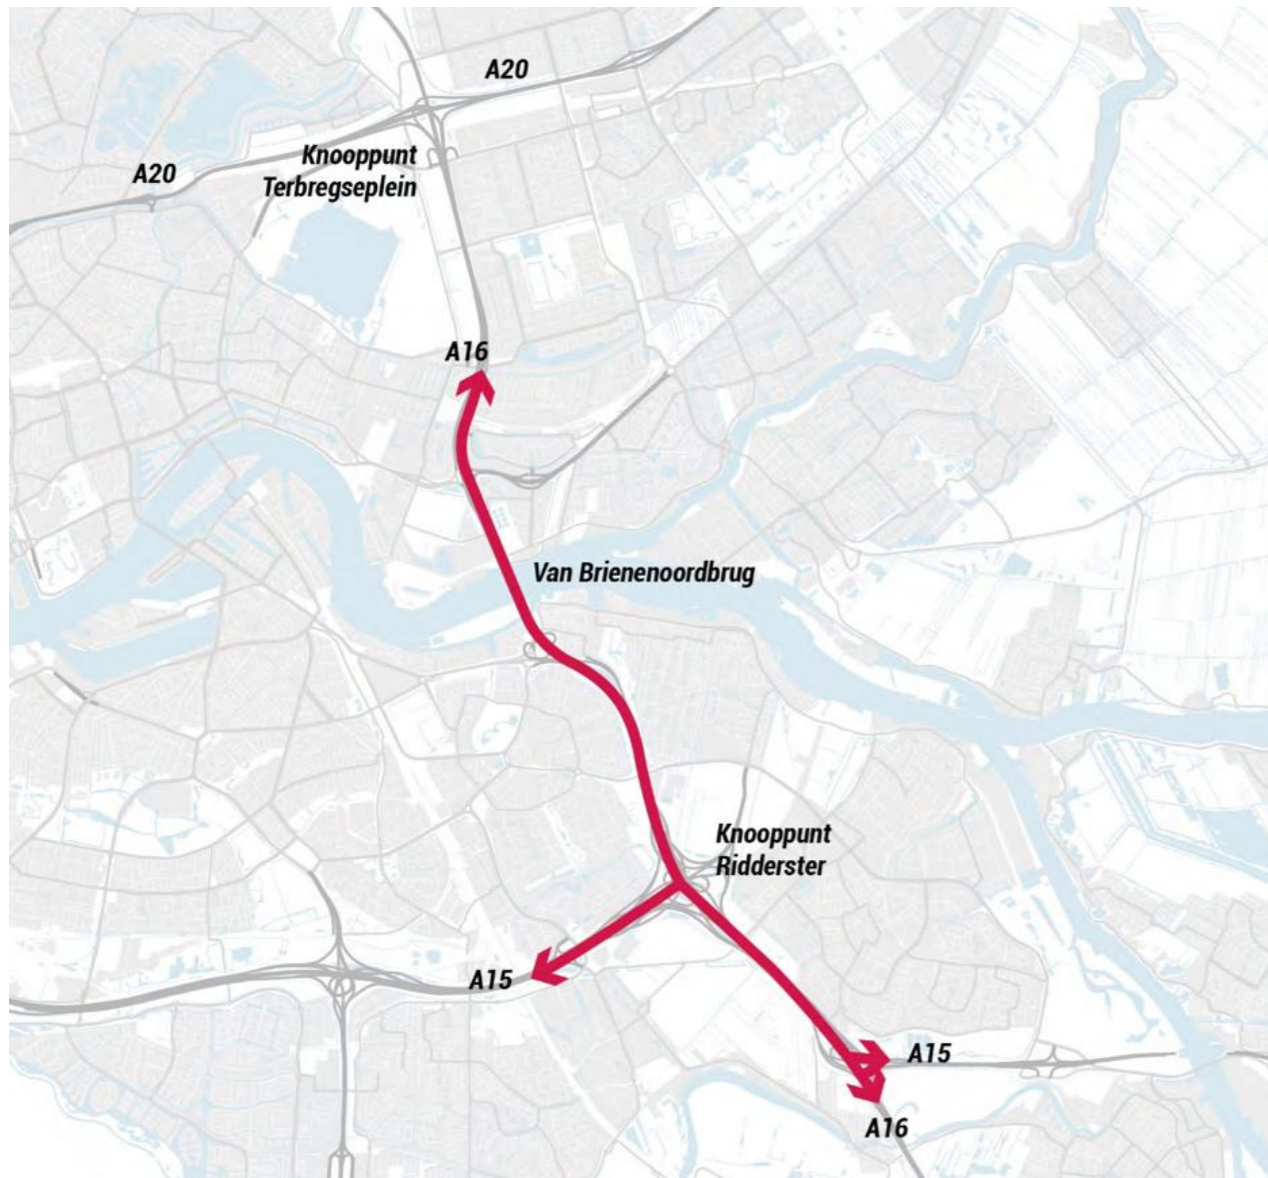 A20
A20
Knooppunt
Terbregseplein
A16
Van Brienenoordbrug
Knooppunt
Ridderster
A15
A15
A16